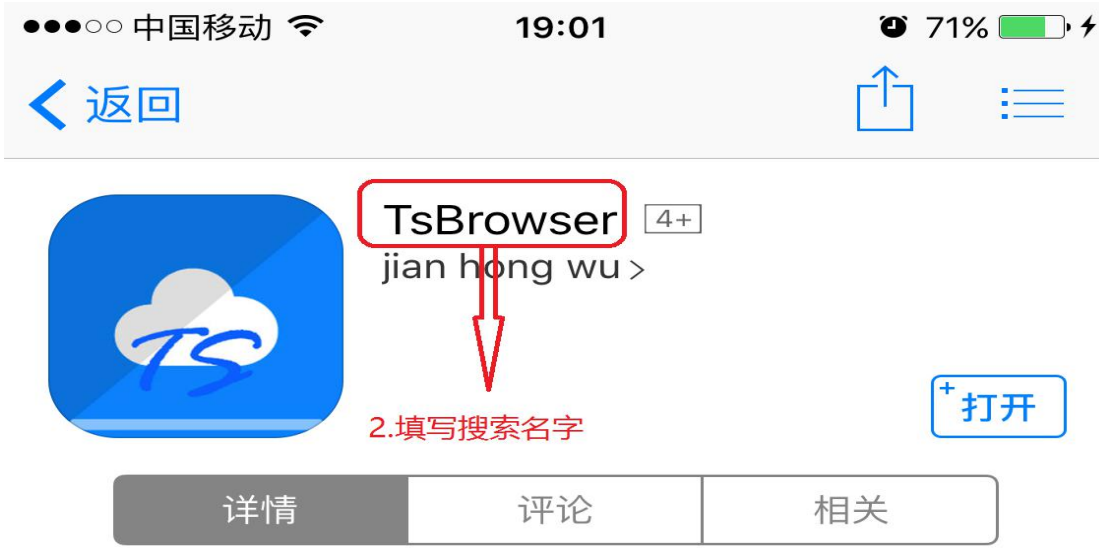 中国移动 19:01 71%
返回
TsBrowser 4+
jian hong wu >
TS
+打开
2.填写搜索名字
详情 评论 相关